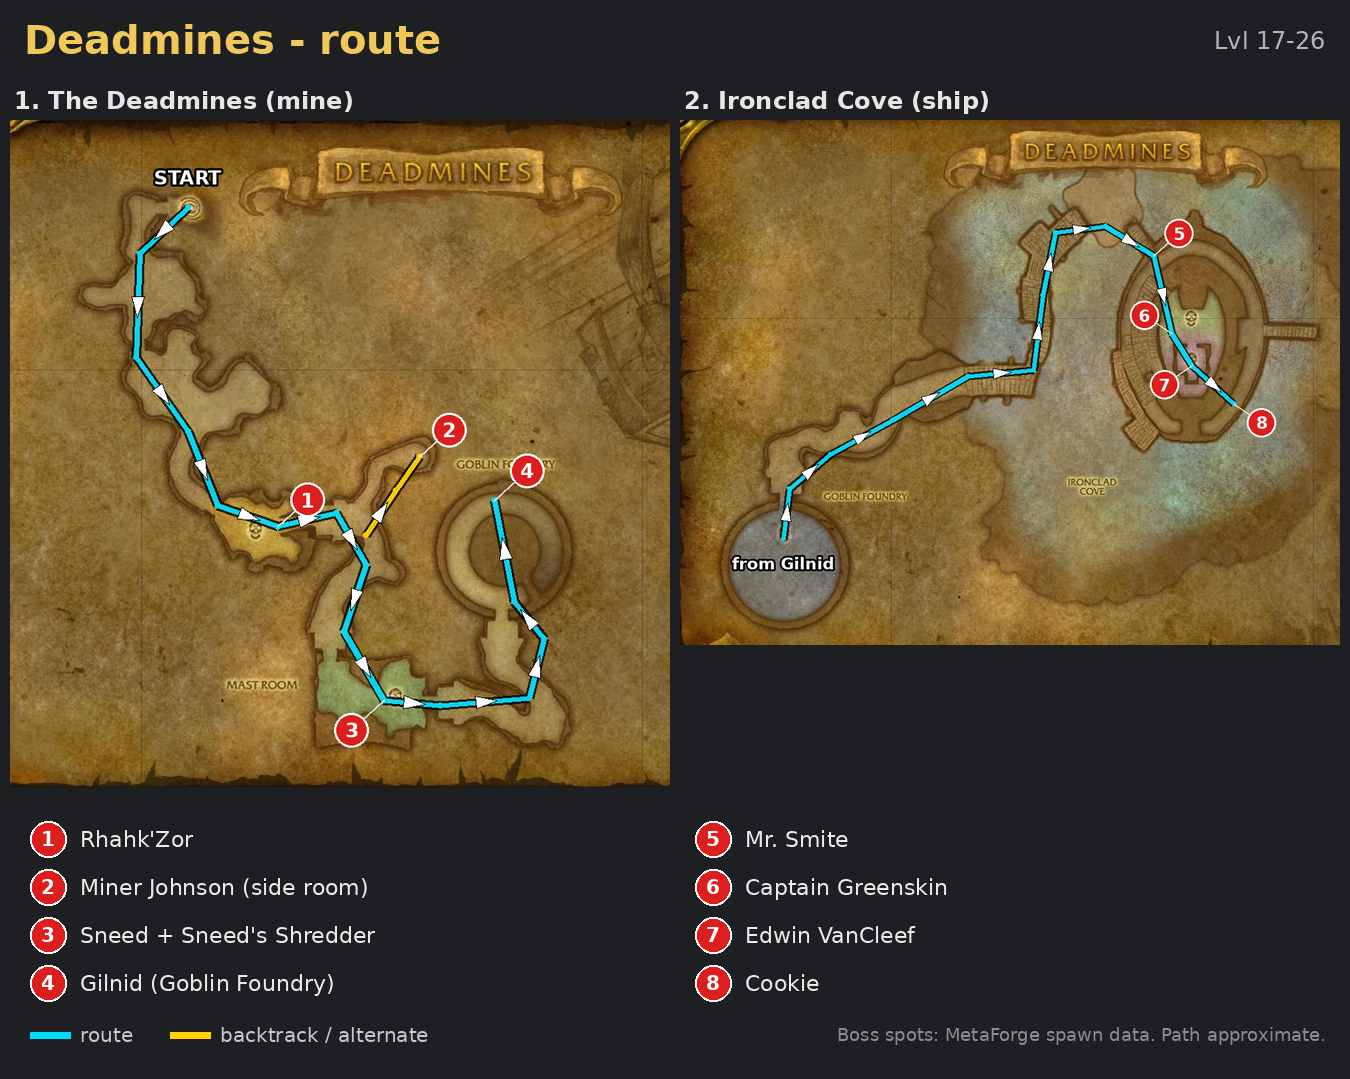 Deadmines - route
Lvl 17-26
1. The Deadmines (mine)
DEADMINES
START
1
2
GOBLIN FOUNDRY
4
MAST ROOM
3
2. Ironclad Cove (ship)
DEADMINES
5
6
7
8
IRONCLAD
COVE
GOBLIN FOUNDRY
from Gilnid
1 Rhahk'Zor
2 Miner Johnson (side room)
3 Sneed + Sneed's Shredder
4 Gilnid (Goblin Foundry)
5 Mr. Smite
6 Captain Greenskin
7 Edwin VanCleef
8 Cookie
route
backtrack / alternate
Boss spots: MetaForge spawn data. Path approximate.